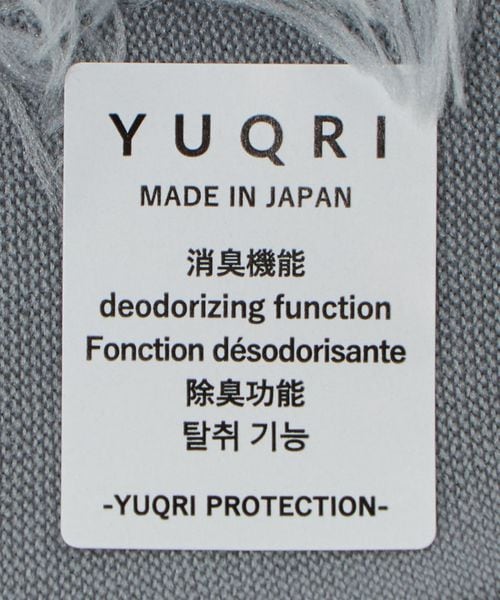 YUQRI
MADE IN JAPAN
消臭機能
deodorizing function
Fonction désodorisante
除臭功能
탈취 기능
-YUQRI PROTECTION-